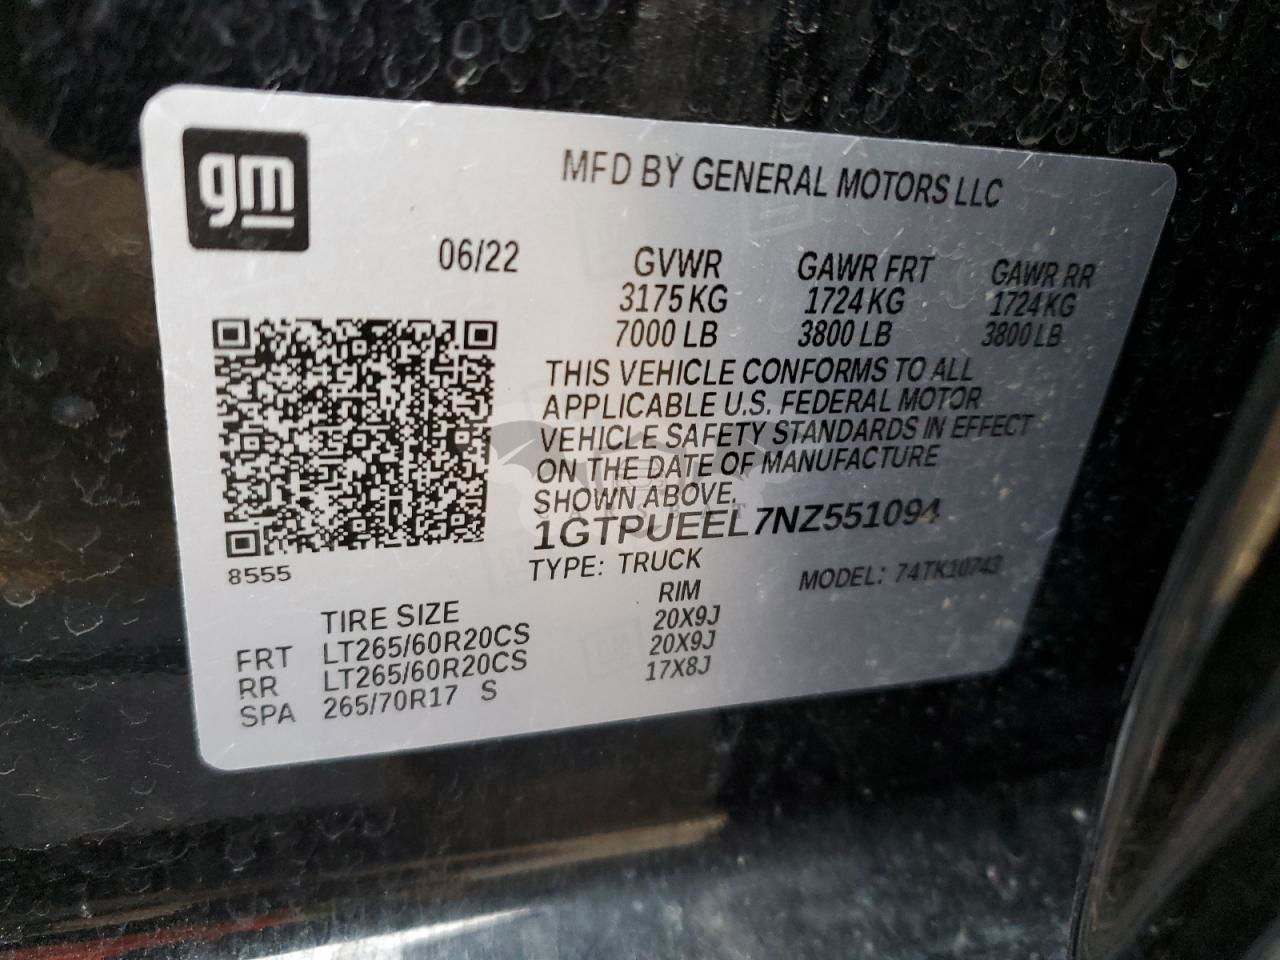 gm
MFD BY GENERAL MOTORS LLC
06/22 GVWR GAWR FRT GAWR RR
3175 KG 1724 KG 1724 KG
7000 LB 3800 LB 3800 LB
THIS VEHICLE CONFORMS TO ALL
APPLICABLE U.S. FEDERAL MOTOR
VEHICLE SAFETY STANDARDS IN EFFECT
ON THE DATE OF MANUFACTURE
SHOWN ABOVE.
1GTPUEEL7NZ551094
8555 TYPE: TRUCK MODEL: 74TK10743
TIRE SIZE RIM
FRT LT265/60R20CS 20X9J
RR LT265/60R20CS 20X9J
SPA 265/70R17 S 17X8J